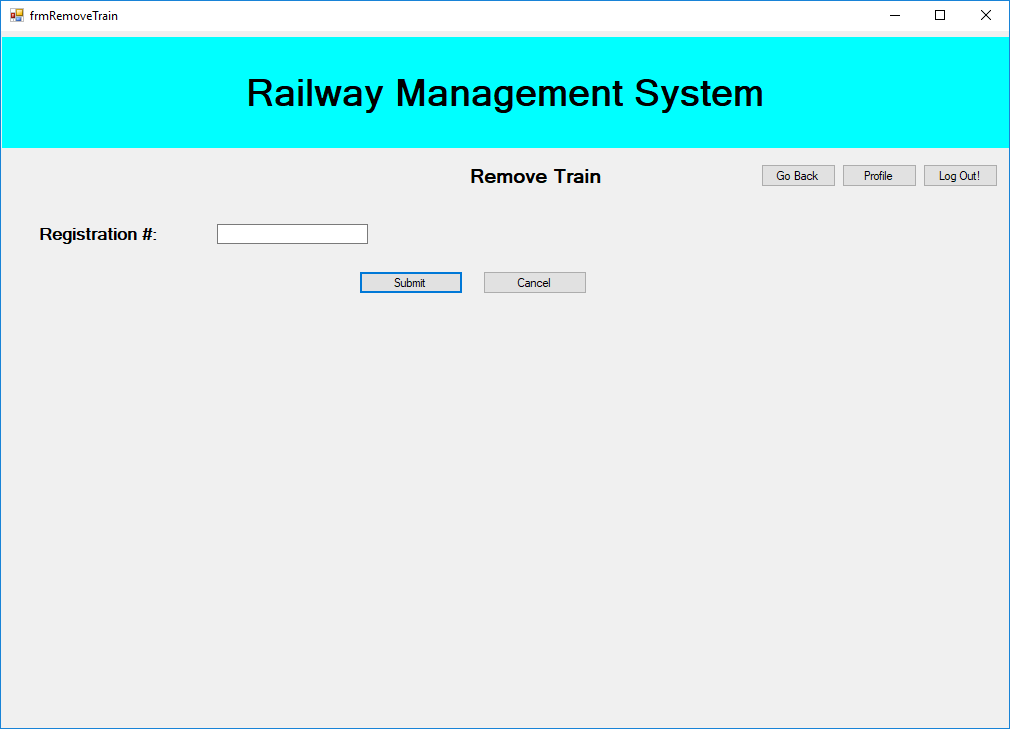 frmRemoveTrain
Railway Management System
Remove Train
Go Back
Profile
Log Out!
Registration #:
Submit
Cancel